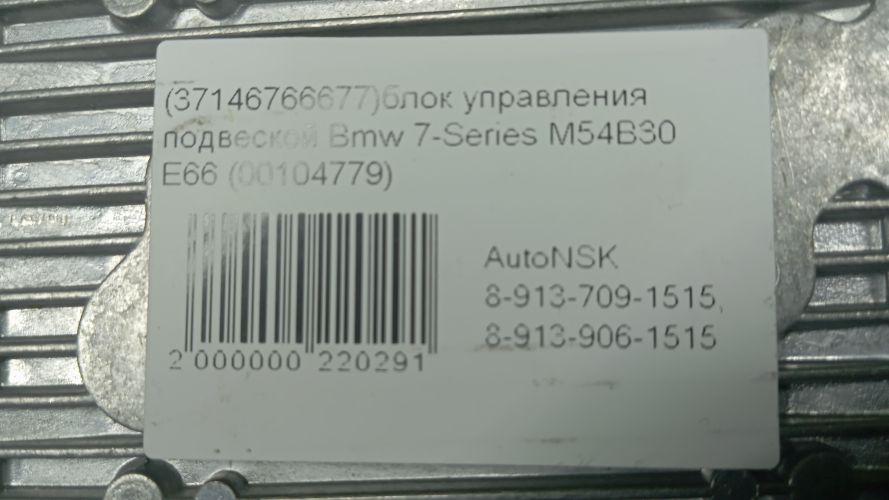 (37146766677)блок управления
подвеской Bmw 7-Series M54B30
E66 (00104779)
AutoNSK
8-913-709-1515,
8-913-906-1515
2 000000 220291